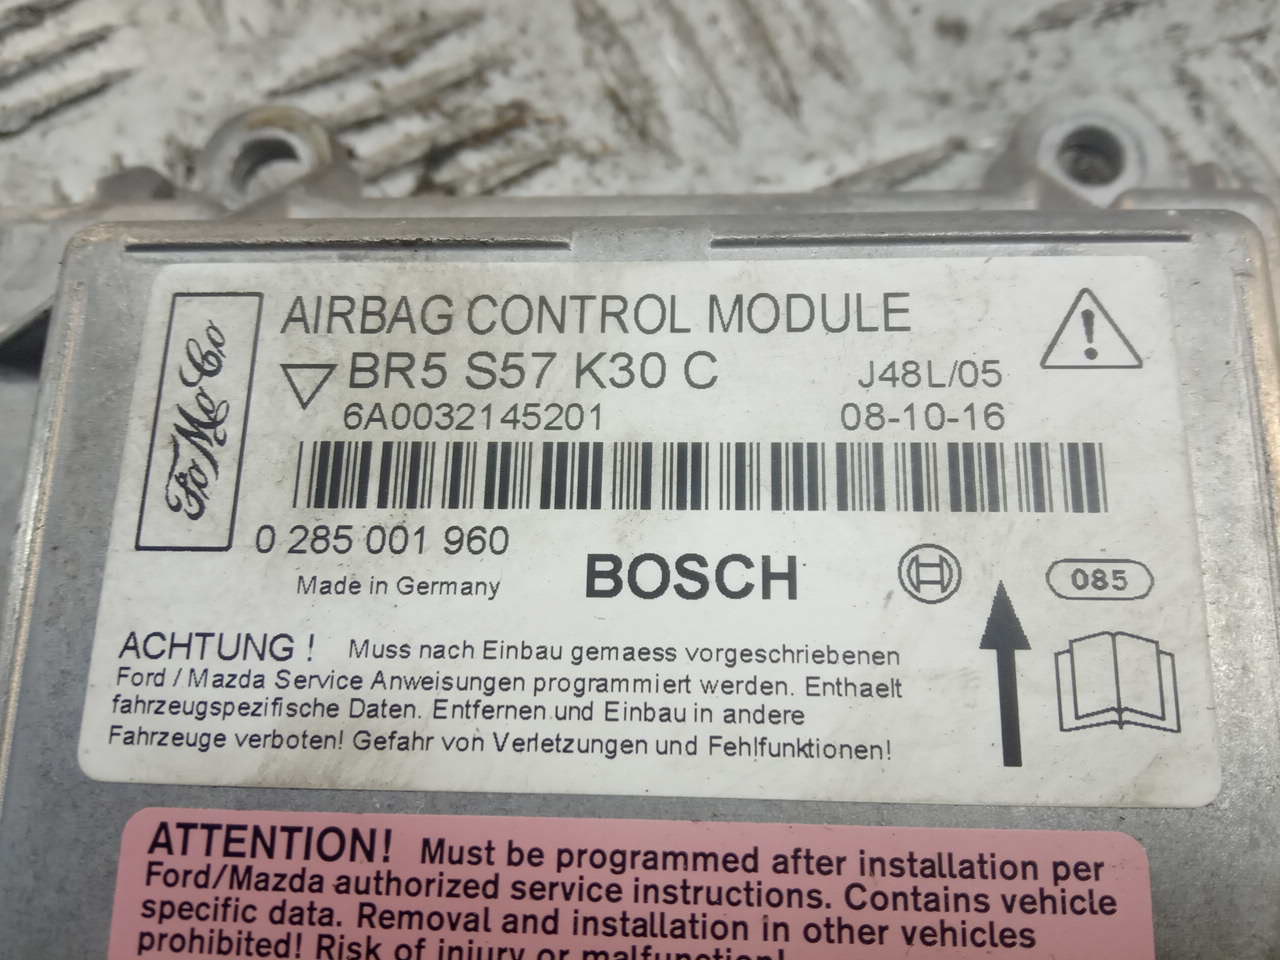 FoMoCo
AIRBAG CONTROL MODULE
BR5 S57 K30 C J48L/05
6A0032145201 08-10-16
0 285 001 960
Made in Germany BOSCH 085
ACHTUNG ! Muss nach Einbau gemaess vorgeschriebenen
Ford / Mazda Service Anweisungen programmiert werden. Enthaelt
fahrzeugspezifische Daten. Entfernen und Einbau in andere
Fahrzeuge verboten! Gefahr von Verletzungen und Fehlfunktionen!
ATTENTION! Must be programmed after installation per
Ford/Mazda authorized service instructions. Contains vehicle
specific data. Removal and installation in other vehicles
prohibited! Risk of injury or malfunction!